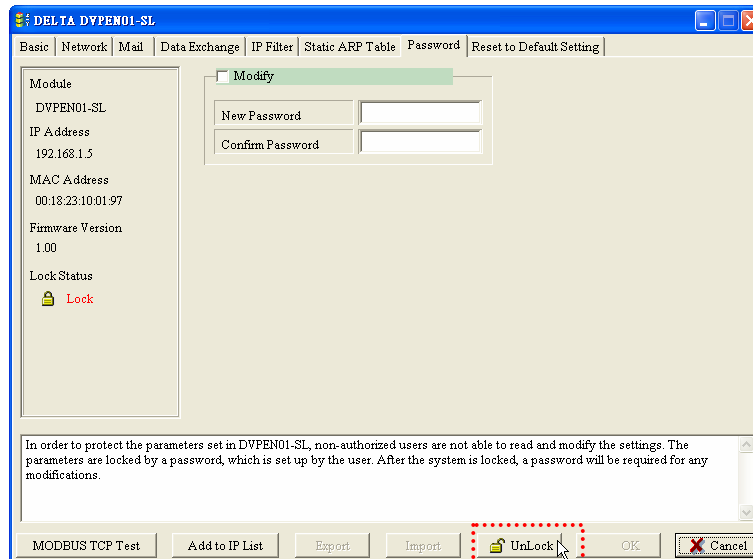 DELTA DVPEN01-SL
Basic Network Mail Data Exchange IP Filter Static ARP Table Password Reset to Default Setting
Module
DVPEN01-SL
IP Address
192.168.1.5
MAC Address
00:18:23:10:01:97
Firmware Version
1.00
Lock Status
Lock
Modify
New Password
Confirm Password
In order to protect the parameters set in DVPEN01-SL, non-authorized users are not able to read and modify the settings. The
parameters are locked by a password, which is set up by the user. After the system is locked, a password will be required for any
modifications.
MODBUS TCP Test Add to IP List Export Import UnLock OK Cancel